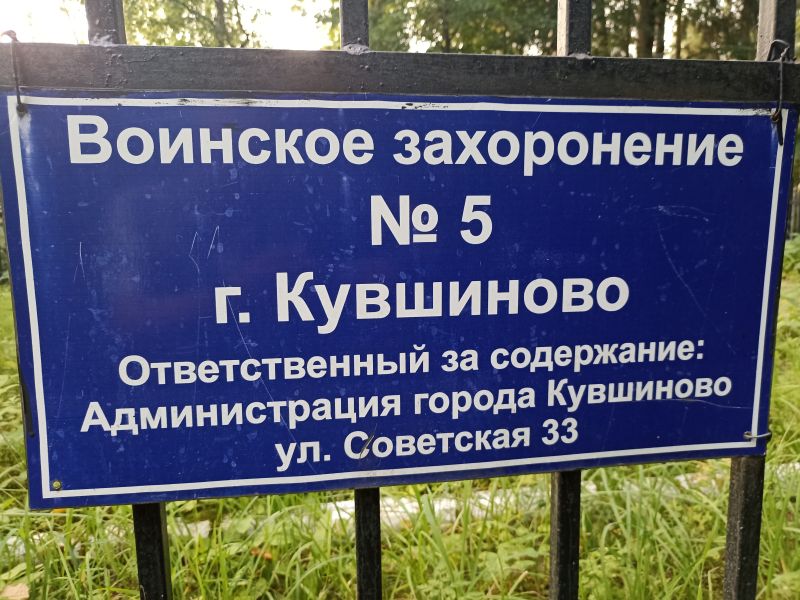 Воинское захоронение
№ 5
г. Кувшиново
Ответственный за содержание:
Администрация города Кувшиново
ул. Советская 33